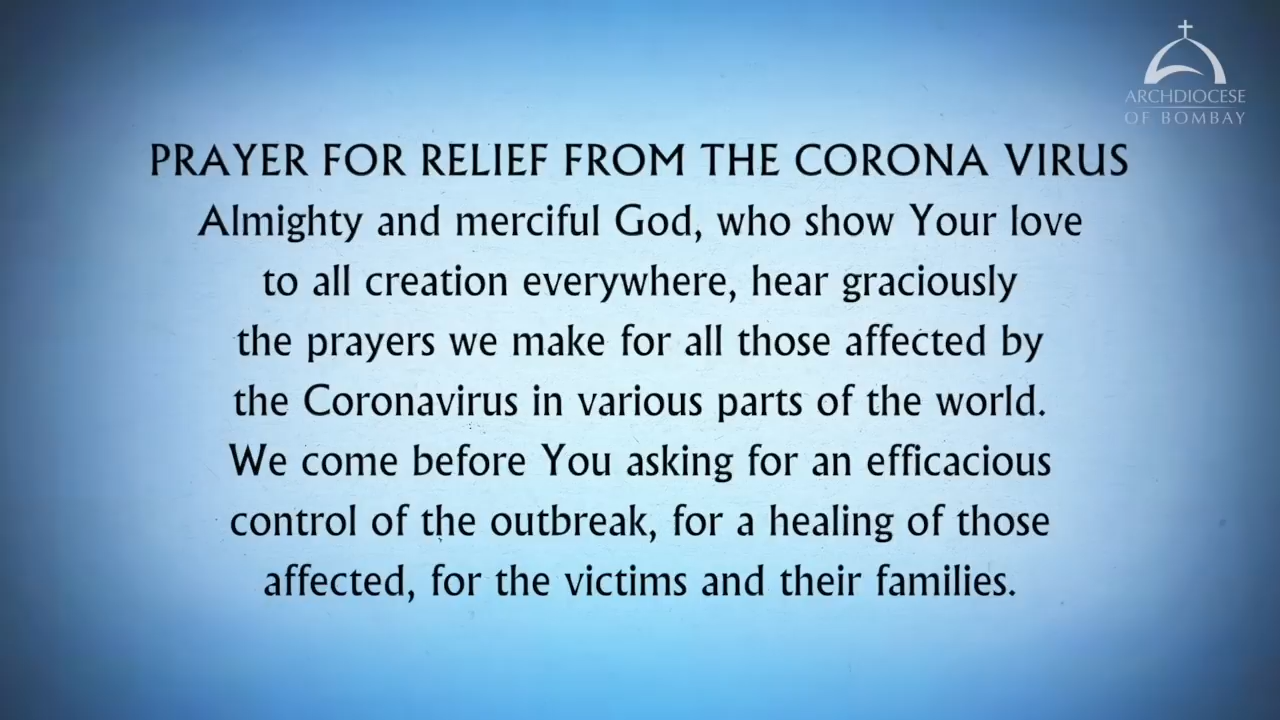 ARCHDIOCESE
OF BOMBAY
PRAYER FOR RELIEF FROM THE CORONA VIRUS
Almighty and merciful God, who show Your love
to all creation everywhere, hear graciously
the prayers we make for all those affected by
the Coronavirus in various parts of the world.
We come before You asking for an efficacious
control of the outbreak, for a healing of those
affected, for the victims and their families.